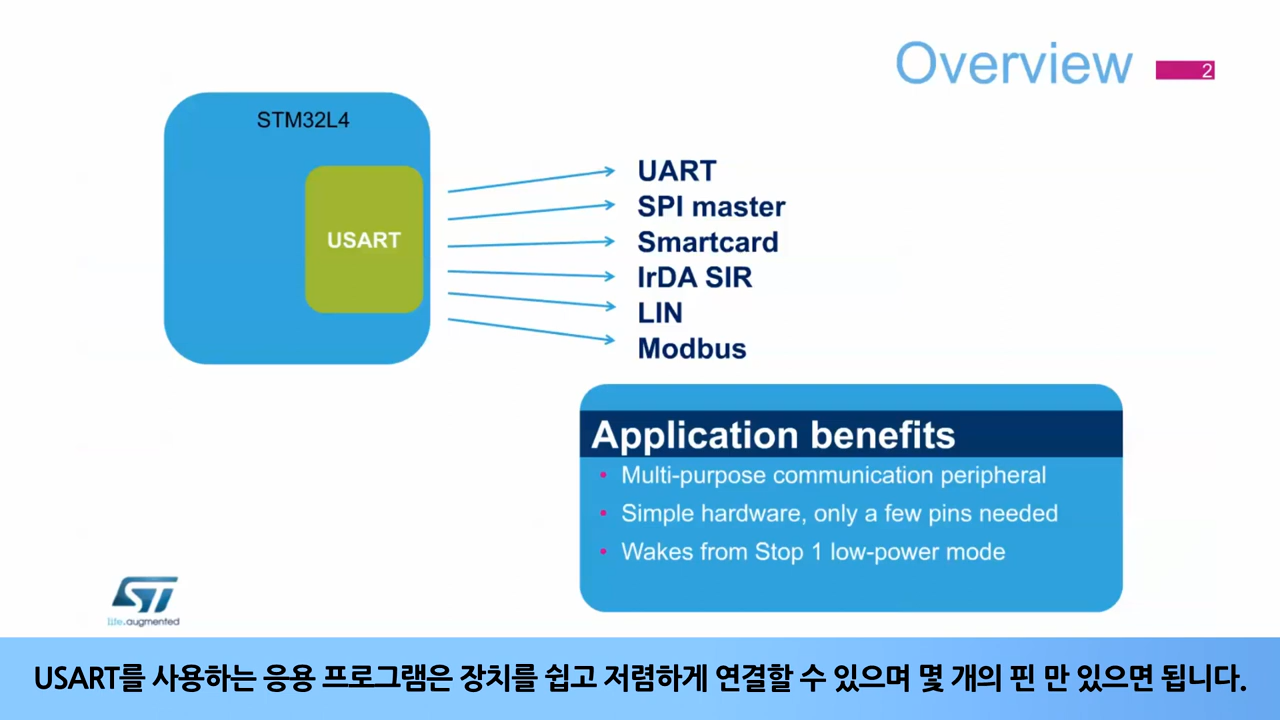 Overview
2
STM32L4
USART
UART
SPI master
Smartcard
IrDA SIR
LIN
Modbus
Application benefits
• Multi-purpose communication peripheral
• Simple hardware, only a few pins needed
• Wakes from Stop 1 low-power mode
ST
life.augmented
USART를 사용하는 응용 프로그램은 장치를 쉽고 저렴하게 연결할 수 있으며 몇 개의 핀 만 있으면 됩니다.